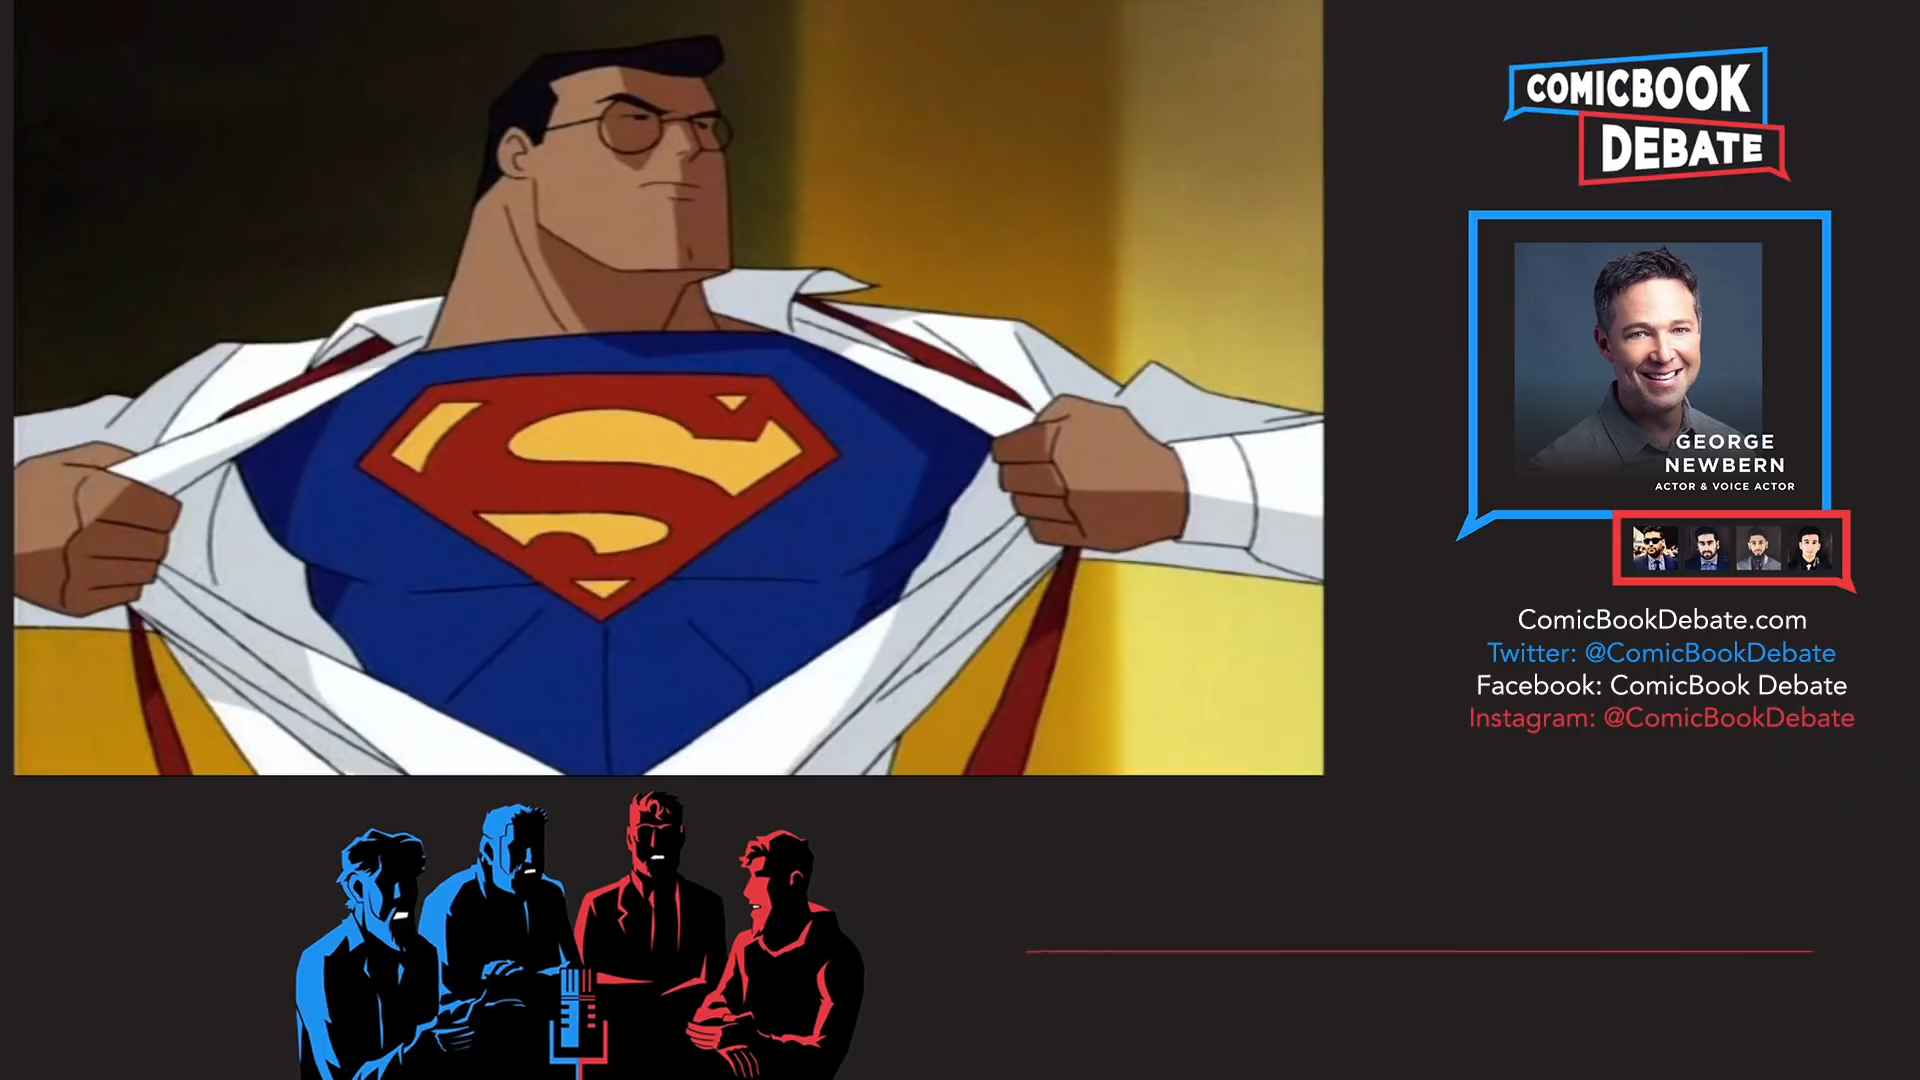 COMICBOOK
DEBATE
GEORGE
NEWBERN
ACTOR & VOICE ACTOR
ComicBookDebate.com
Twitter: @ComicBookDebate
Facebook: ComicBook Debate
Instagram: @ComicBookDebate